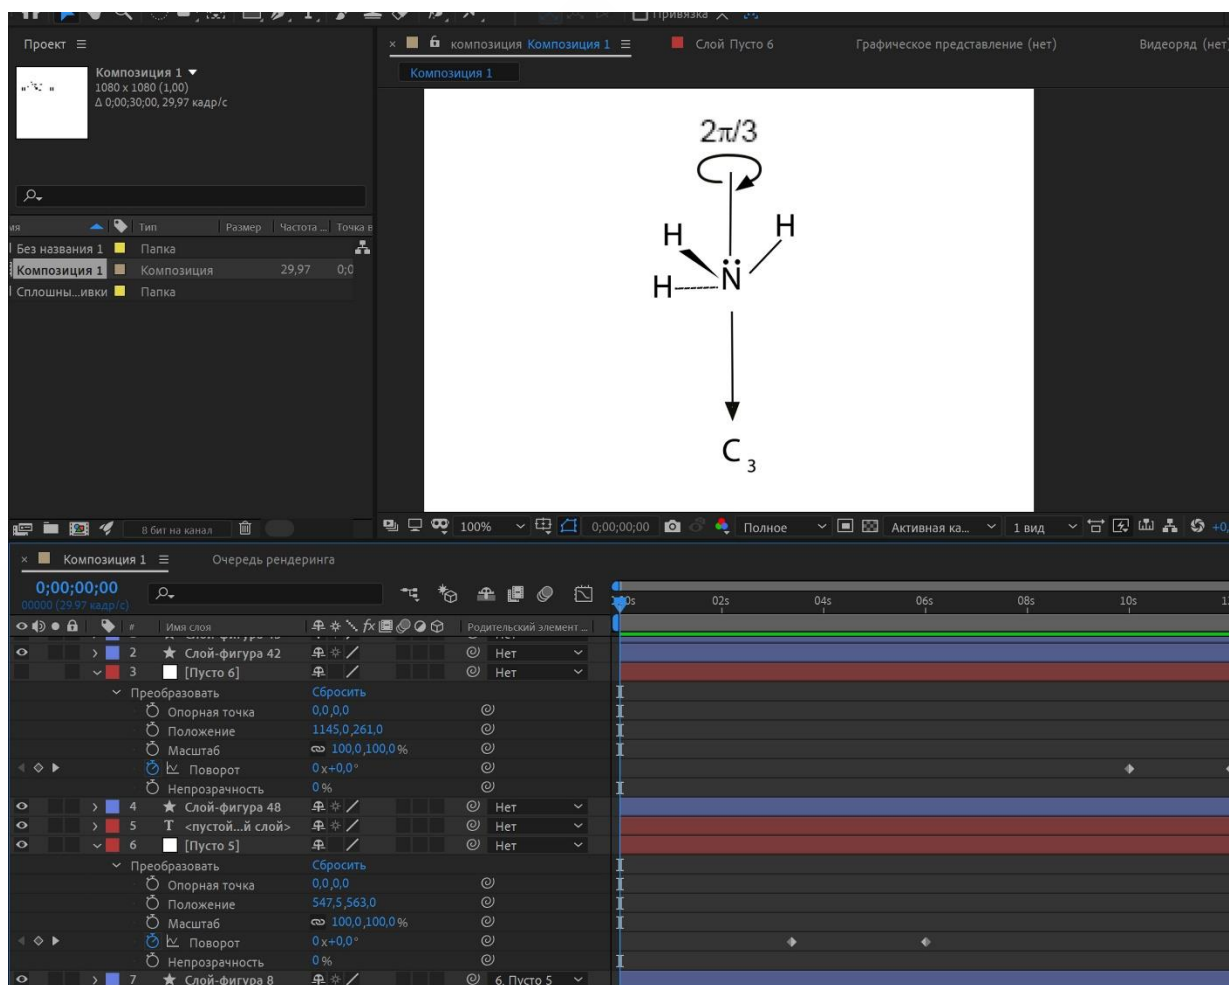 Привязка
Проект
Композиция 1
1080 x 1080 (1,00)
Δ 0;00;30;00, 29,97 кадр/с
Тип Размер Частота ... Точка в
Без названия 1 Папка
Композиция 1 Композиция 29,97 0;0
Сплошны...ивки Папка
8 бит на канал
× композиция Композиция 1
Слой Пусто 6
Графическое представление (нет)
Видеоряд (нет
Композиция 1
2π/3
H H
H N
C 3
100% 0;00;00;00 Полное Активная ка... 1 вид +0,
× Композиция 1 Очередь рендеринга
0;00;00;00
00000 (29.97 кадр/с)
02s 04s 06s 08s 10s
# Имя слоя fx Родительский элемент ...
2 Слой-фигура 42 Нет
3 [Пусто 6] Нет
Преобразовать Сбросить
Опорная точка 0,0,0,0
Положение 1145,0,261,0
Масштаб 100,0,100,0%
Поворот 0x+0,0°
Непрозрачность 0%
4 Слой-фигура 48 Нет
5 T <пустой...й слой> Нет
6 [Пусто 5] Нет
Преобразовать Сбросить
Опорная точка 0,0,0,0
Положение 547,5,563,0
Масштаб 100,0,100,0%
Поворот 0x+0,0°
Непрозрачность 0%
7 Слой-фигура 8 6. Пусто 5